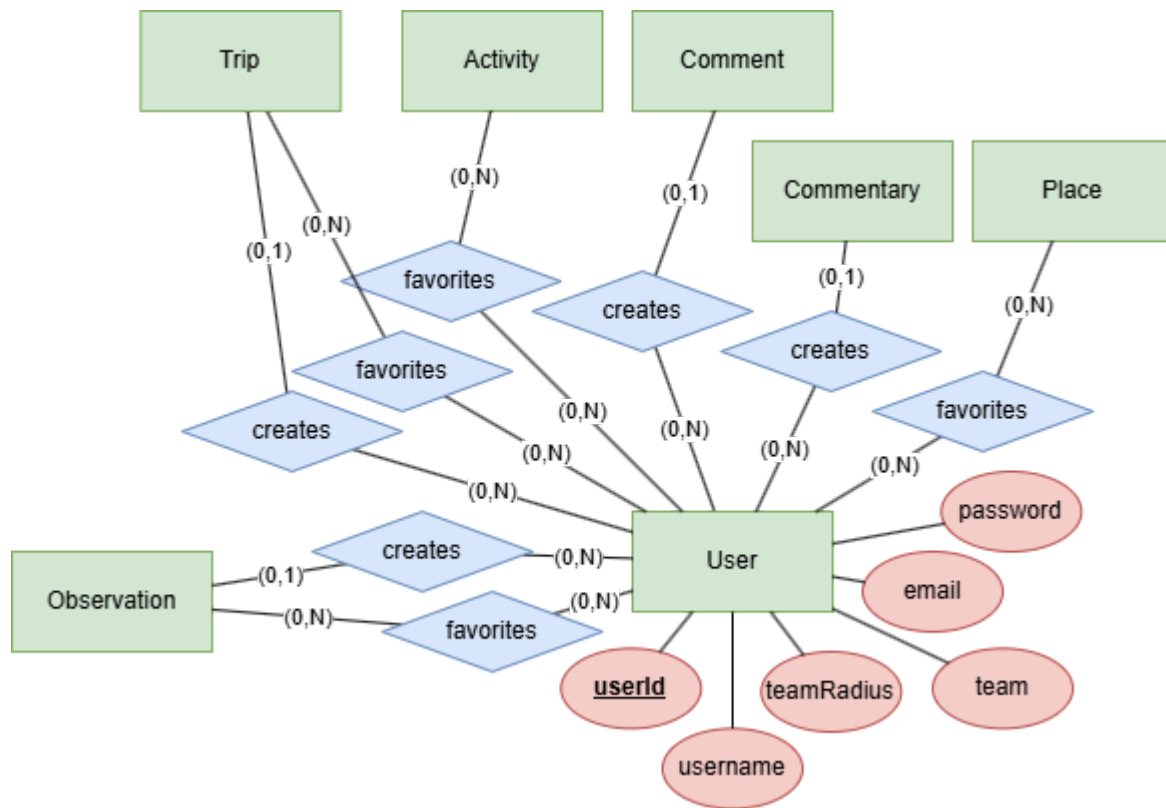 Trip
Activity
Comment
Commentary
Place
(0,N)
(0,1)
(0,N)
(0,1)
(0,1)
(0,N)
favorites
creates
creates
favorites
favorites
creates
(0,N)
(0,N)
(0,N)
(0,N)
(0,N)
(0,N)
password
creates
(0,N)
User
(0,1)
email
Observation
(0,N)
favorites
(0,N)
userId
teamRadius
team
username